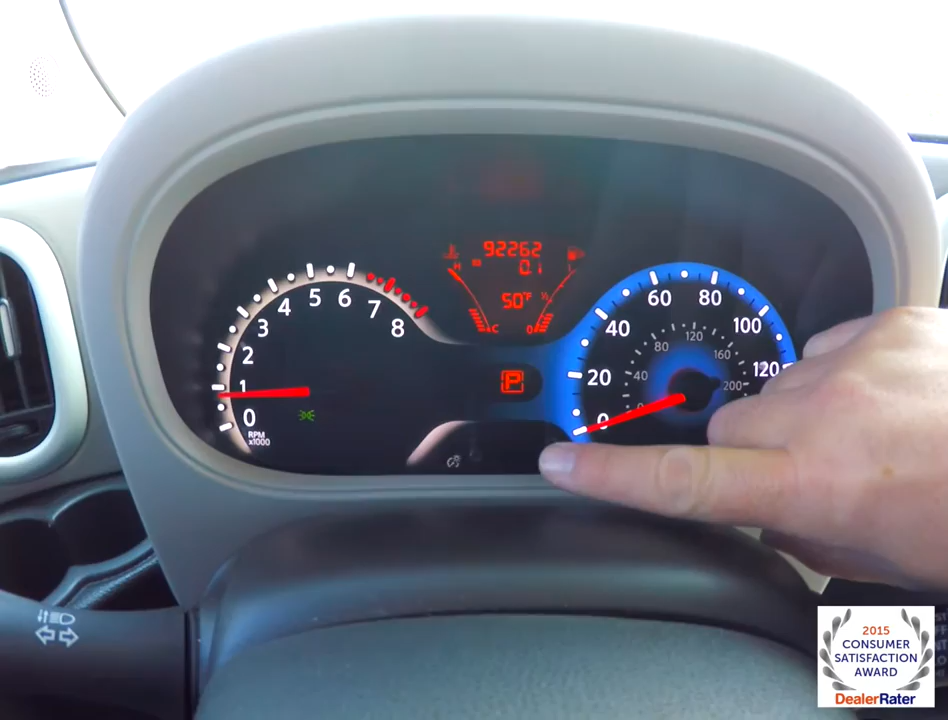 92262
0.1
H
50°F
½
C
0
0
1
2
3
4
5
6
7
8
RPM
x1000
P
0
20
40
60
80
100
120
40
80
120
160
200
2015
CONSUMER
SATISFACTION
AWARD
DealerRater